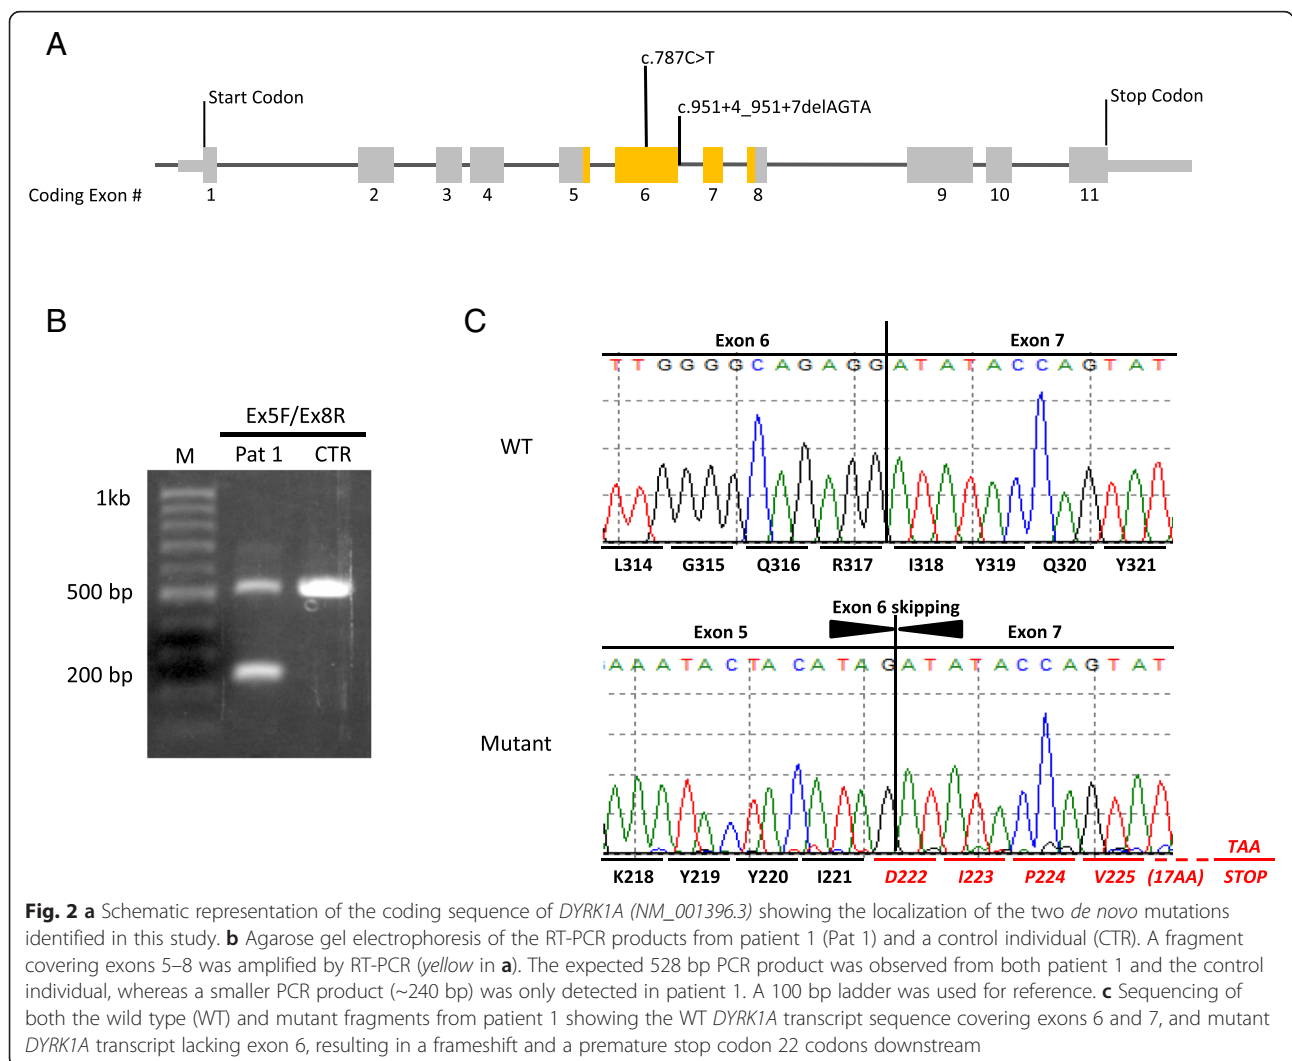 A
c.787C>T
c.951+4_951+7delAGTA
Start Codon
Stop Codon
Coding Exon #
1 2 3 4 5 6 7 8 9 10 11
B
Ex5F/Ex8R
M Pat 1 CTR
1kb
500 bp
200 bp
C
Exon 6 Exon 7
T T G G G G C A G A G G A T A T A C C A G T A T
WT
L314 G315 Q316 R317 I318 Y319 Q320 Y321
Exon 6 skipping
Exon 5 Exon 7
A A A T A C T A C A T A G A T A T A C C A G T A T
Mutant
TAA
K218 Y219 Y220 I221 D222 I223 P224 V225 (17AA) STOP
Fig. 2 a Schematic representation of the coding sequence of DYRK1A (NM_001396.3) showing the localization of the two de novo mutations
identified in this study. b Agarose gel electrophoresis of the RT-PCR products from patient 1 (Pat 1) and a control individual (CTR). A fragment
covering exons 5–8 was amplified by RT-PCR (yellow in a). The expected 528 bp PCR product was observed from both patient 1 and the control
individual, whereas a smaller PCR product (~240 bp) was only detected in patient 1. A 100 bp ladder was used for reference. c Sequencing of
both the wild type (WT) and mutant fragments from patient 1 showing the WT DYRK1A transcript sequence covering exons 6 and 7, and mutant
DYRK1A transcript lacking exon 6, resulting in a frameshift and a premature stop codon 22 codons downstream